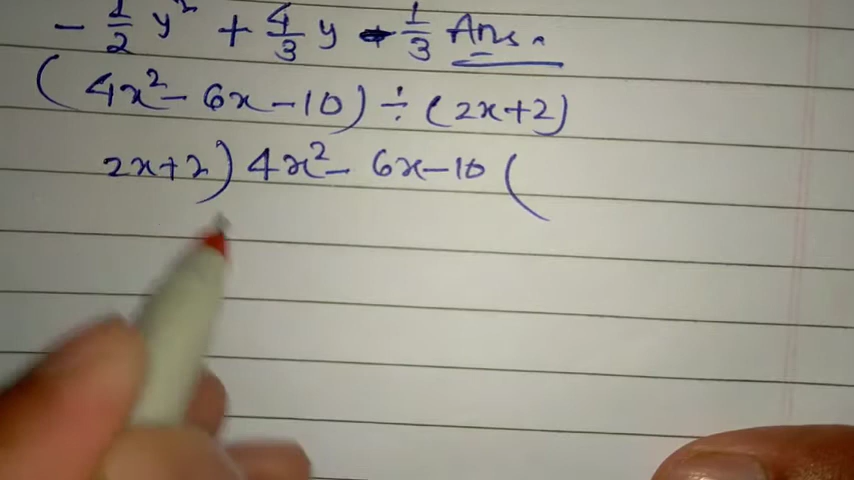 - 1/2 y² + 4/3 y - 1/3 Ans.
(4x² - 6x - 10) ÷ (2x+2)
2x+2) 4x² - 6x - 10 (